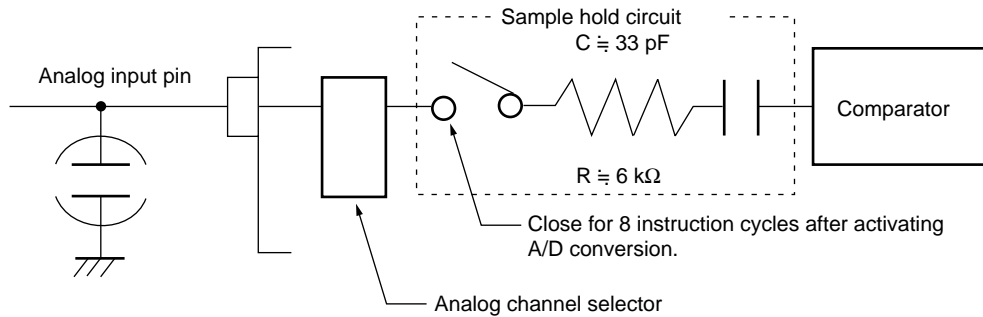 Sample hold circuit
C ≒ 33 pF
Analog input pin
Comparator
R ≒ 6 kΩ
Close for 8 instruction cycles after activating
A/D conversion.
Analog channel selector